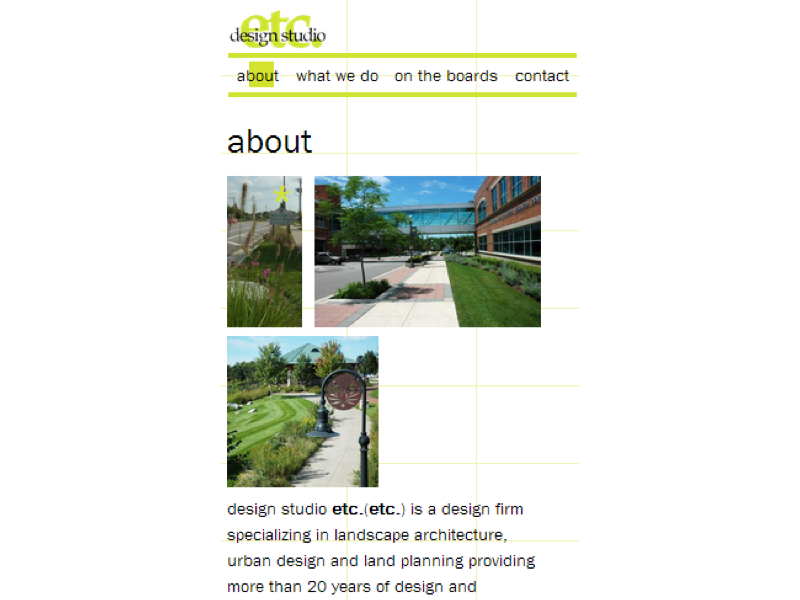 etc.
design studio
about what we do on the boards contact
about
design studio etc.(etc.) is a design firm
specializing in landscape architecture,
urban design and land planning providing
more than 20 years of design and